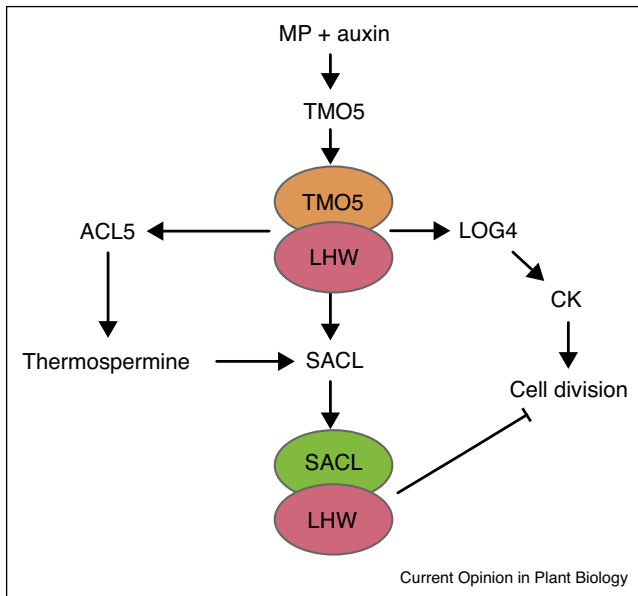 MP + auxin
TMO5
TMO5
ACL5
LOG4
LHW
CK
Thermospermine
SACL
Cell division
SACL
LHW
Current Opinion in Plant Biology